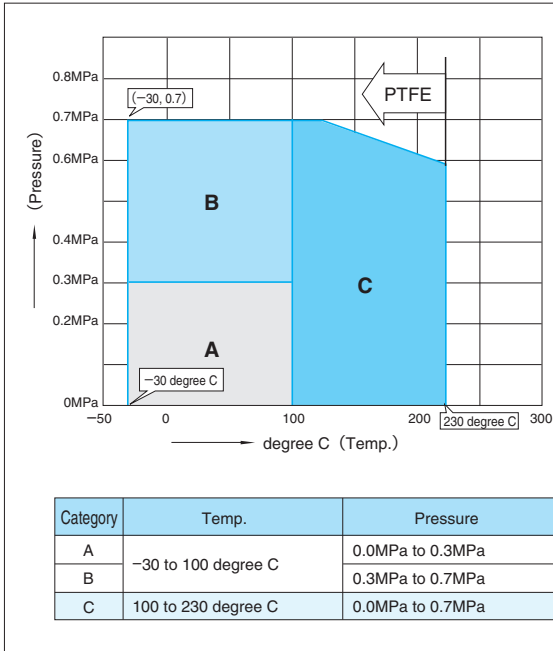 0.8MPa
(−30, 0.7)
PTFE
0.7MPa
0.6MPa
(Pressure)
B
0.4MPa
C
0.3MPa
0.2MPa
A
−30 degree C
0MPa
−50 0 100 200 300
230 degree C
degree C (Temp.)
Category Temp. Pressure
A −30 to 100 degree C 0.0MPa to 0.3MPa
B 0.3MPa to 0.7MPa
C 100 to 230 degree C 0.0MPa to 0.7MPa